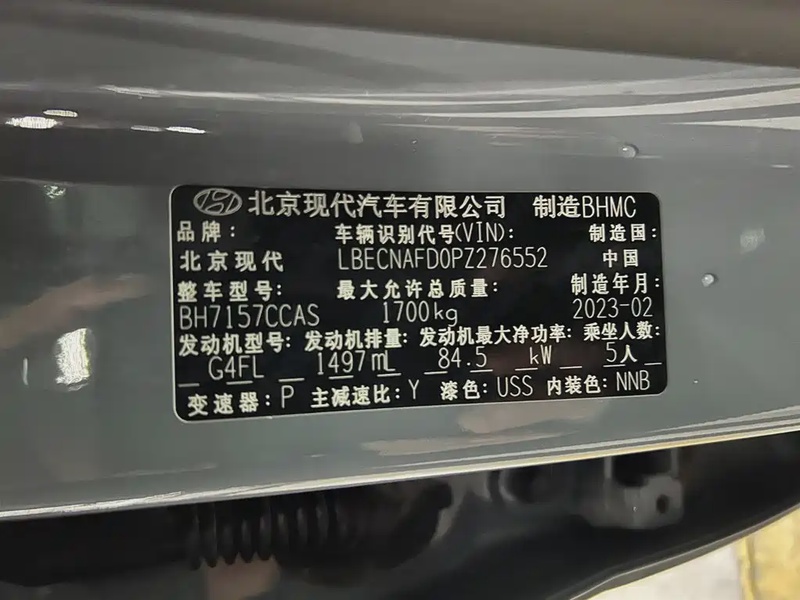 北京现代汽车有限公司 制造BHMC
品牌: 车辆识别代号(VIN): 制造国:
北京现代 LBECNAFD0PZ276552 中国
整车型号: 最大允许总质量: 制造年月:
BH7157CCAS 1700kg 2023-02
发动机型号: 发动机排量: 发动机最大净功率: 乘坐人数:
G4FL 1497mL 84.5 kW 5人
变速器: P 主减速比: Y 漆色: USS 内装色: NNB